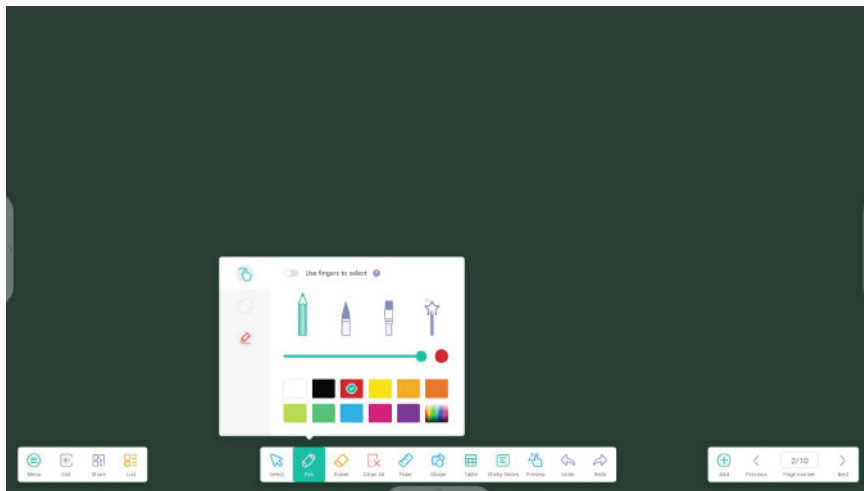 Use fingers to select ?
Menu Exit Share List
Select Pen Eraser Clean All Ruler Shape Table Sticky Notes Preview Undo Redo
Add Previous 2/10 Page number Next